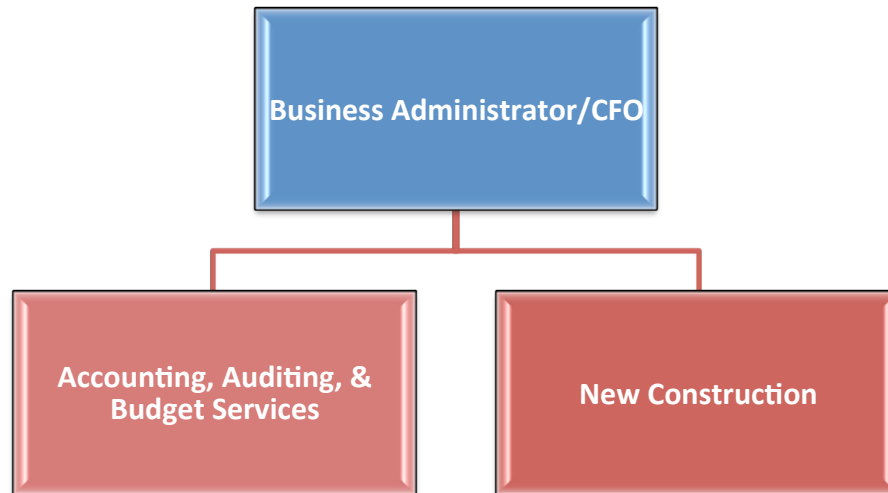 Business Administrator/CFO
Accounting, Auditing, &
Budget Services
New Construction